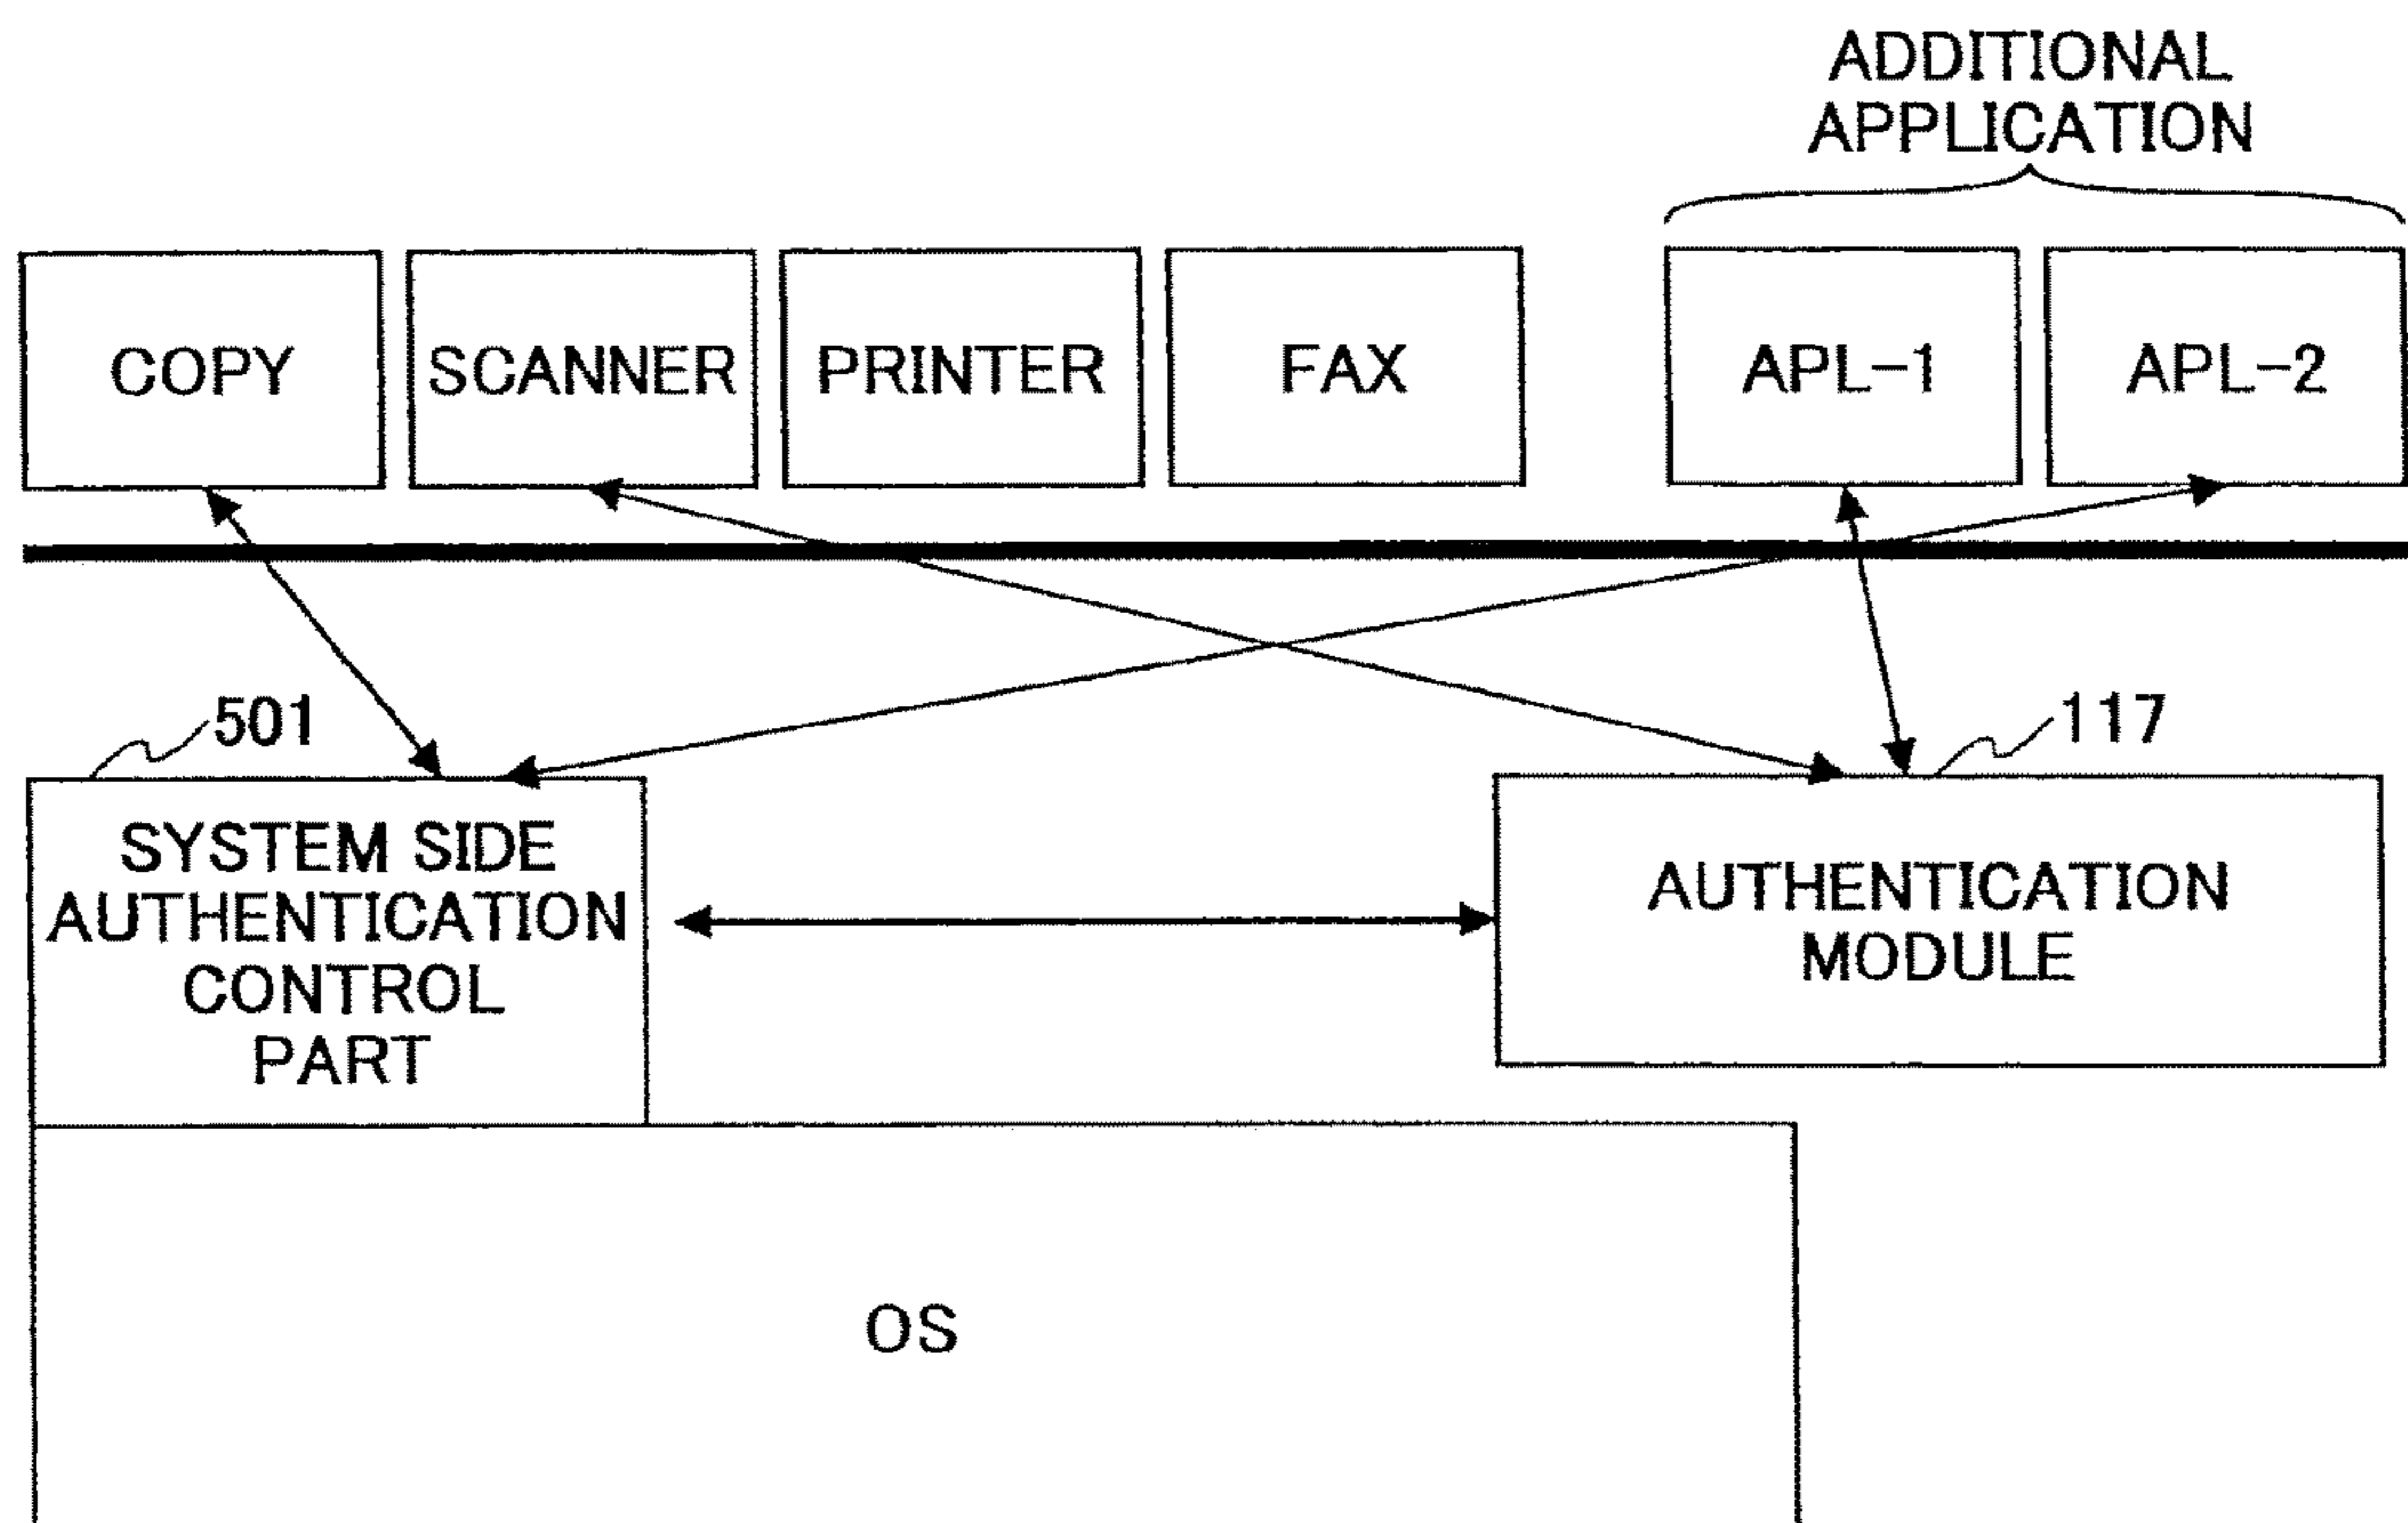 ADDITIONAL
APPLICATION
COPY
SCANNER
PRINTER
FAX
APL-1
APL-2
501
117
SYSTEM SIDE
AUTHENTICATION
CONTROL
PART
AUTHENTICATION
MODULE
OS